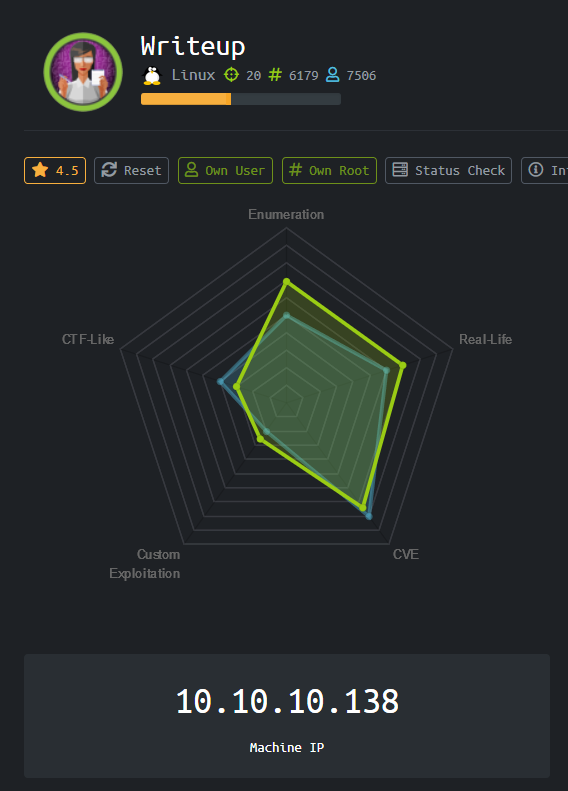 Writeup
Linux 20 # 6179 7506
4.5 Reset Own User # Own Root Status Check In
Enumeration
CTF-Like Real-Life
Custom
Exploitation
CVE
10.10.10.138
Machine IP